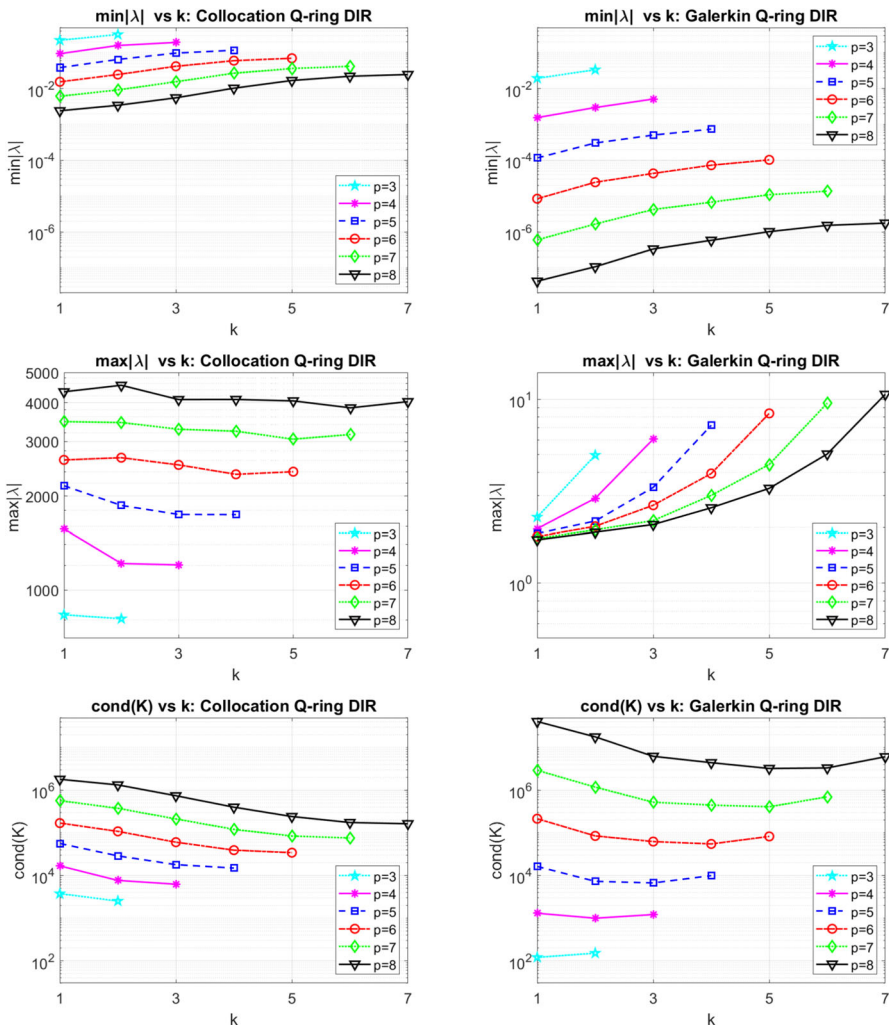 min|λ| vs k: Collocation Q-ring DIR
min|λ|
10^-2
10^-4
10^-6
1 3 5 7
k
p=3
p=4
p=5
p=6
p=7
p=8
min|λ| vs k: Galerkin Q-ring DIR
min|λ|
10^-2
10^-4
10^-6
1 3 5 7
k
p=3
p=4
p=5
p=6
p=7
p=8
max|λ| vs k: Collocation Q-ring DIR
max|λ|
5000
4000
3000
2000
1000
1 3 5 7
k
p=3
p=4
p=5
p=6
p=7
p=8
max|λ| vs k: Galerkin Q-ring DIR
max|λ|
10^1
10^0
1 3 5 7
k
p=3
p=4
p=5
p=6
p=7
p=8
cond(K) vs k: Collocation Q-ring DIR
cond(K)
10^6
10^4
10^2
1 3 5 7
k
p=3
p=4
p=5
p=6
p=7
p=8
cond(K) vs k: Galerkin Q-ring DIR
cond(K)
10^6
10^4
10^2
1 3 5 7
k
p=3
p=4
p=5
p=6
p=7
p=8